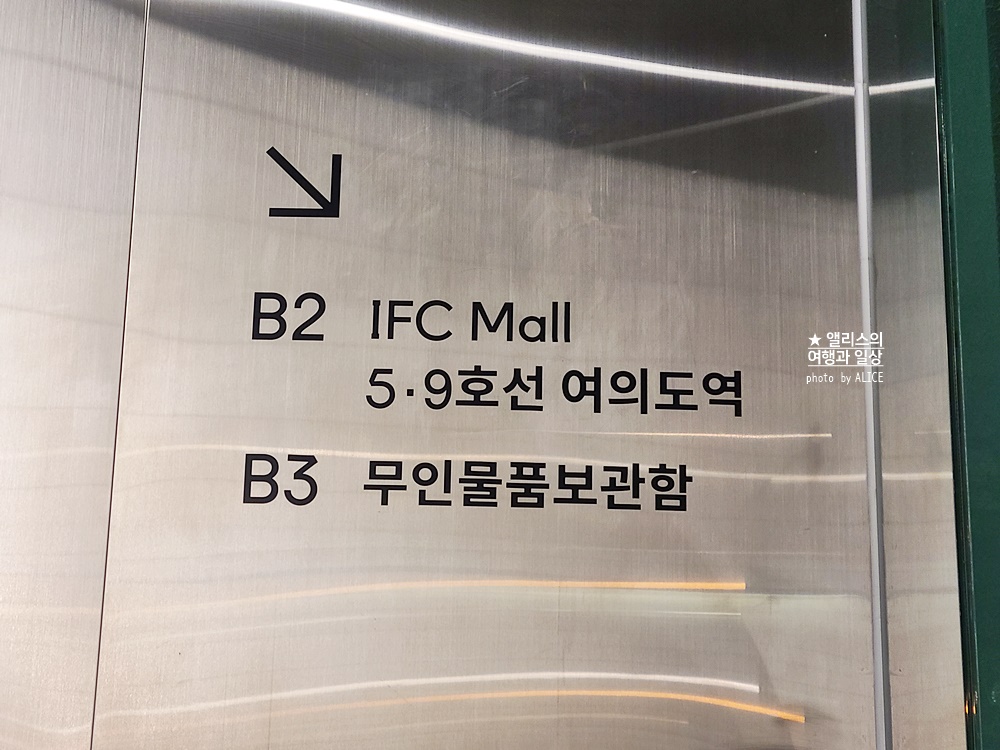 B2 IFC Mall
5·9호선 여의도역
B3 무인물품보관함
★ 앨리스의
여행과 일상
photo by ALICE